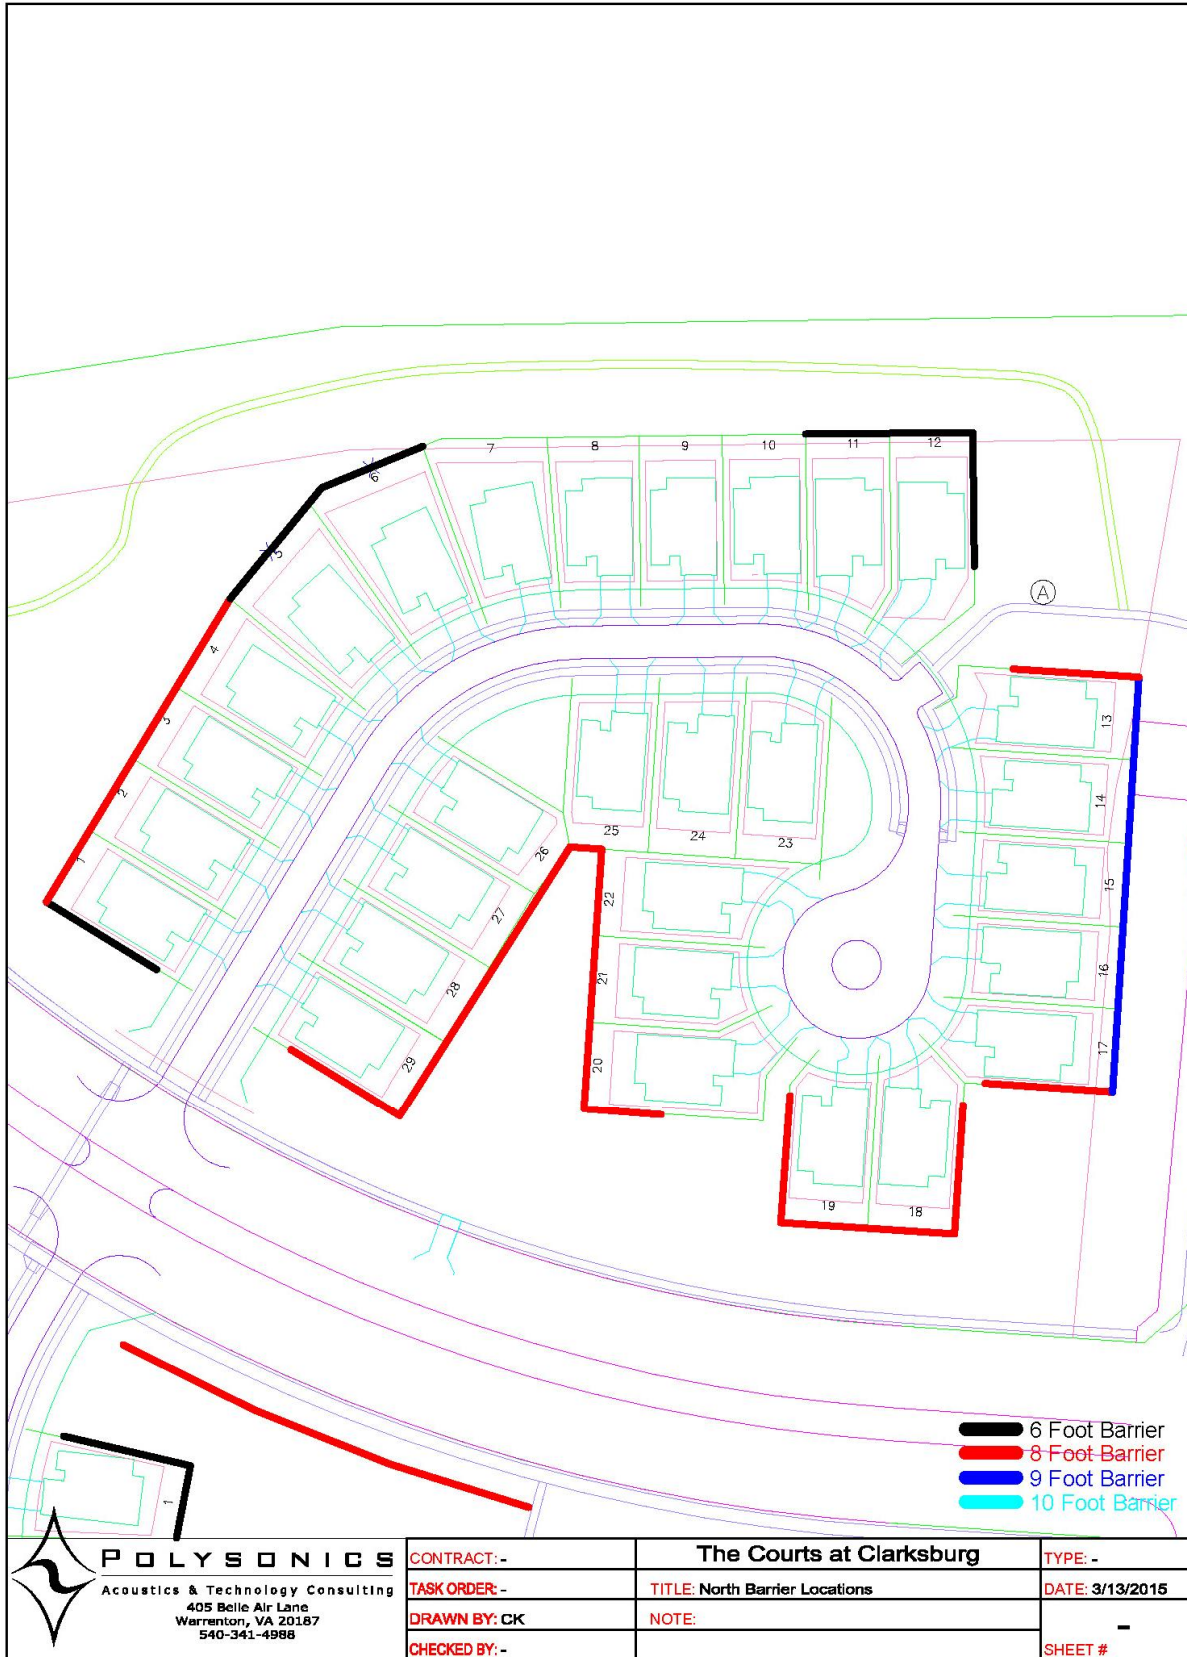 7
8
9
10
11
12
6
5
4
3
2
1
A
13
14
15
16
17
25
24
23
26
22
27
21
28
20
29
19
18
6 Foot Barrier
8 Foot Barrier
9 Foot Barrier
10 Foot Barrier
1
POLYSONICS
Acoustics & Technology Consulting
405 Belle Air Lane
Warrenton, VA 20187
540-341-4988
CONTRACT: -
The Courts at Clarksburg
TYPE: -
TASK ORDER: -
TITLE: North Barrier Locations
DATE: 3/13/2015
DRAWN BY: CK
NOTE:
CHECKED BY: -
SHEET # -